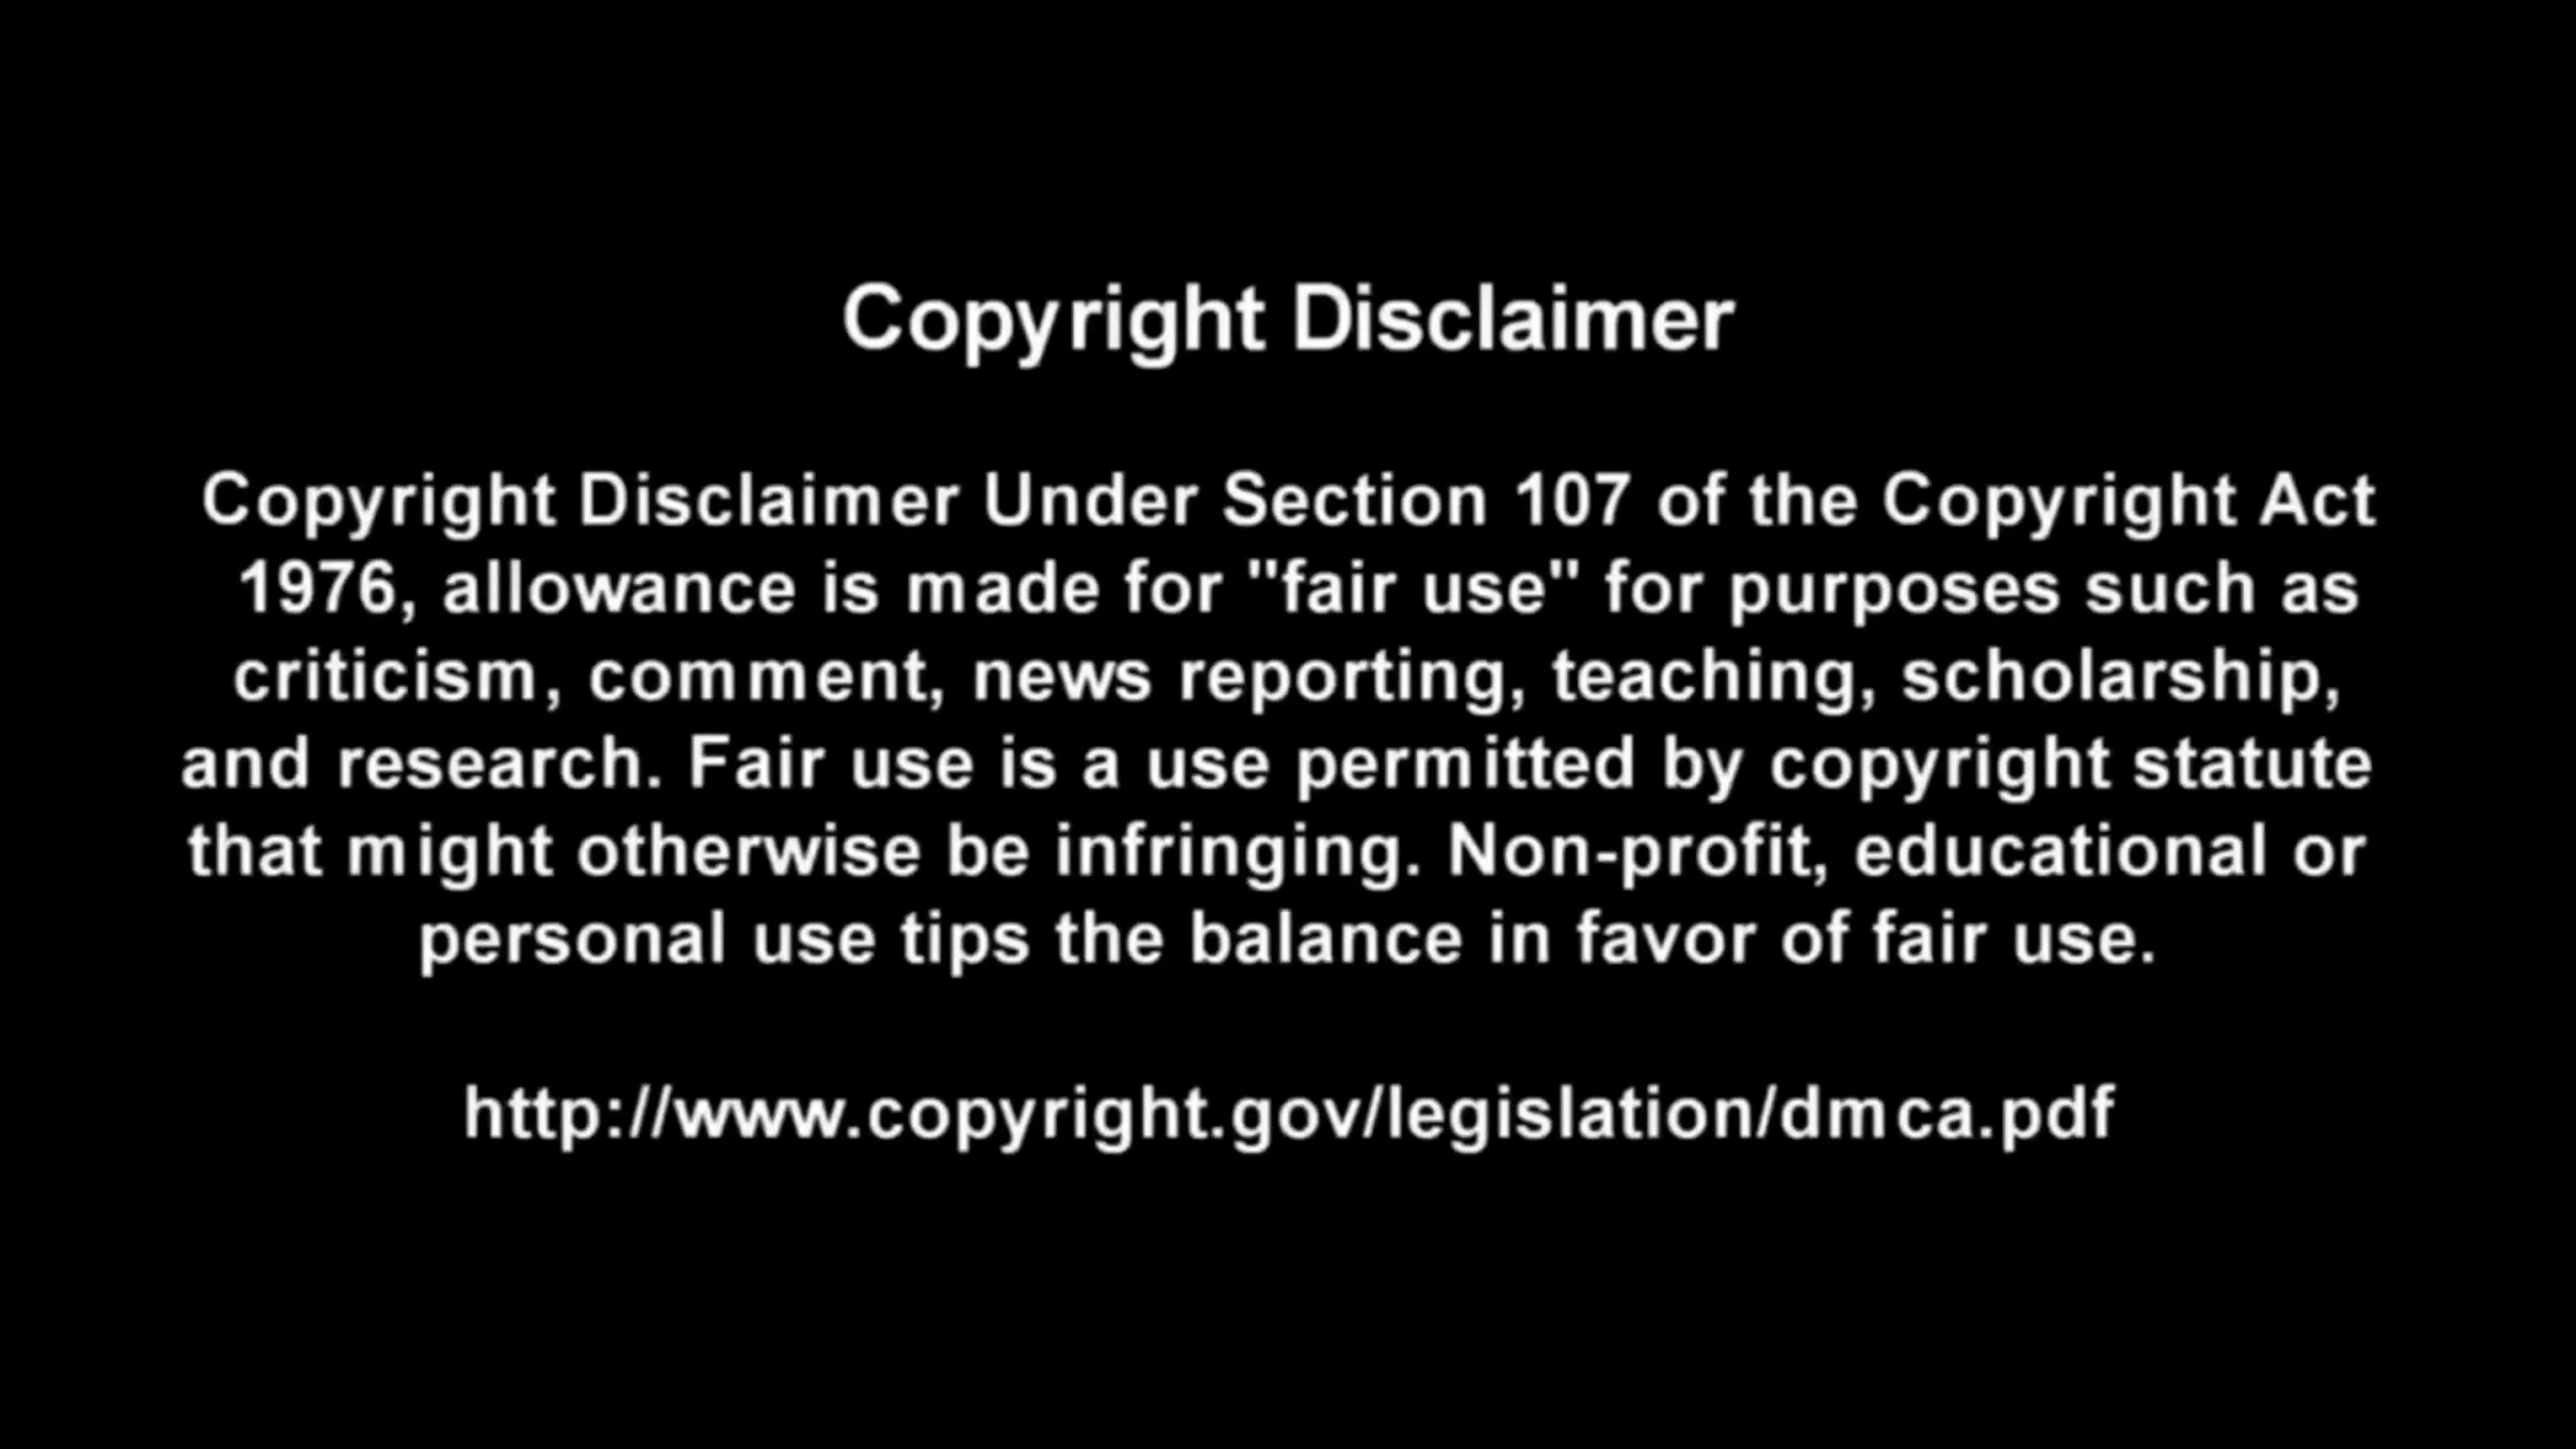 Copyright Disclaimer
Copyright Disclaimer Under Section 107 of the Copyright Act
1976, allowance is made for "fair use" for purposes such as
criticism, comment, news reporting, teaching, scholarship,
and research. Fair use is a use permitted by copyright statute
that might otherwise be infringing. Non-profit, educational or
personal use tips the balance in favor of fair use.
http://www.copyright.gov/legislation/dmca.pdf